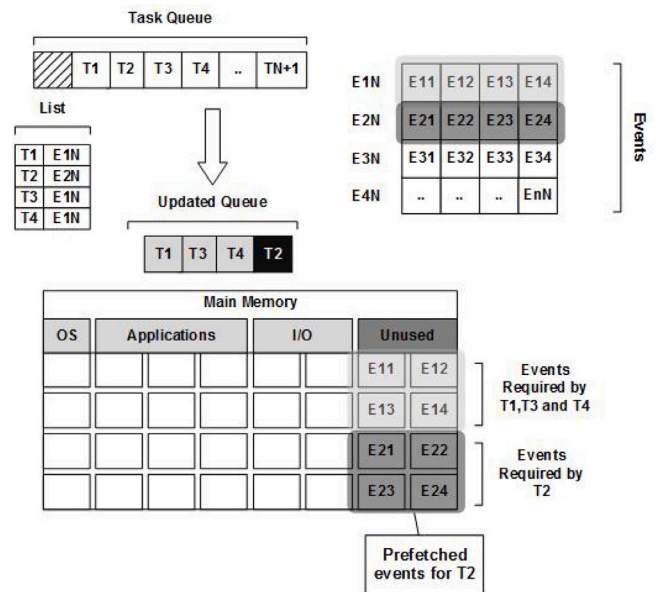 Task Queue
T1 T2 T3 T4 .. TN+1
List
T1 E1N
T2 E2N
T3 E1N
T4 E1N
E1N E11 E12 E13 E14
E2N E21 E22 E23 E24
E3N E31 E32 E33 E34
E4N .. .. .. EnN
Events
Updated Queue
T1 T3 T4 T2
Main Memory
OS Applications I/O Unused
E11 E12
E13 E14
E21 E22
E23 E24
Events
Required by
T1,T3 and T4
Events
Required by
T2
Prefetched
events for T2